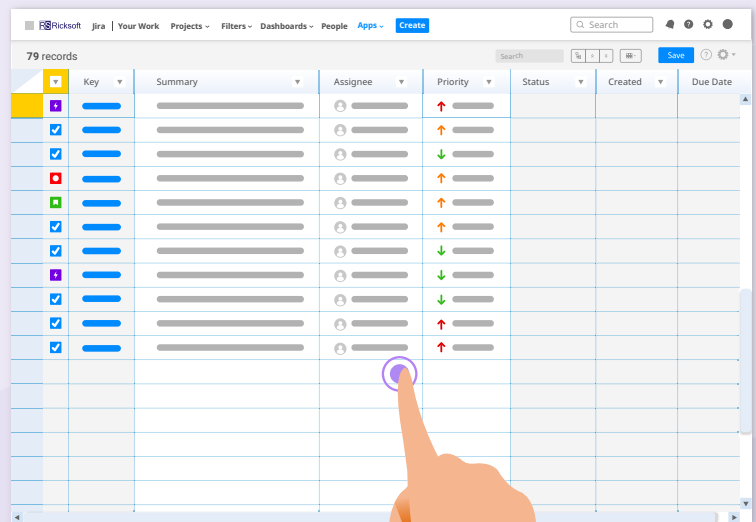 RS Ricksoft Jira Your Work Projects Filters Dashboards People Apps Create Search
79 records Search Save
Key Summary Assignee Priority Status Created Due Date